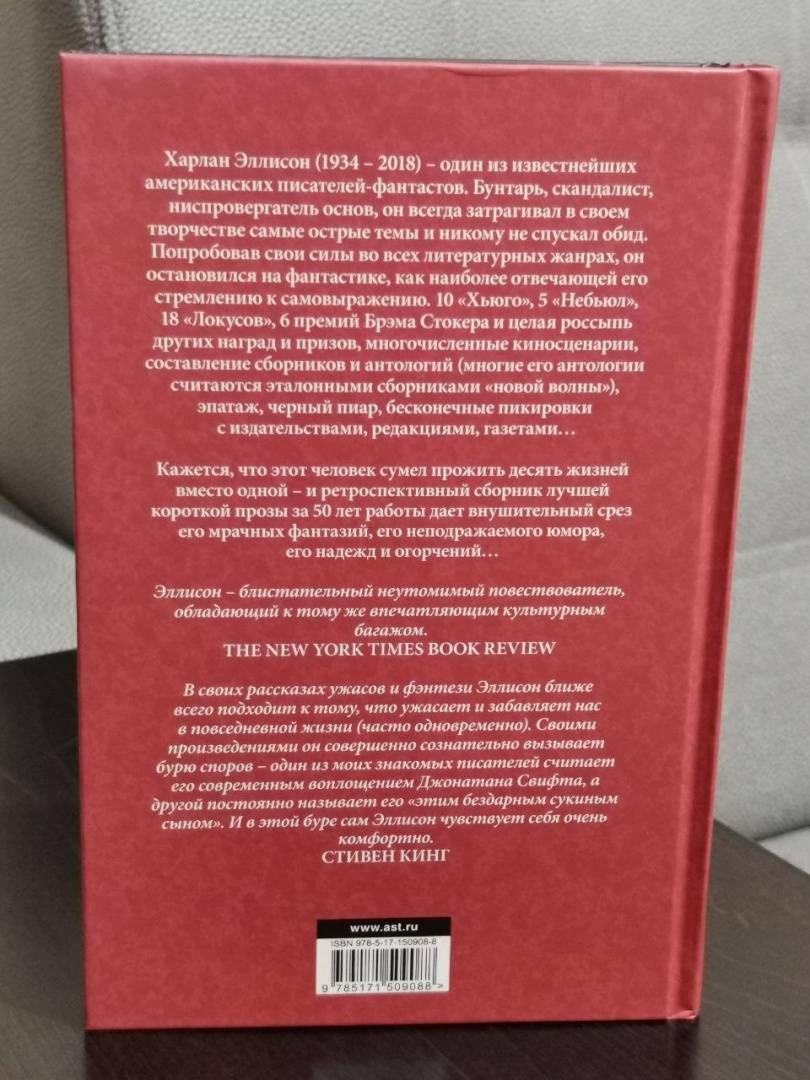 Харлан Эллисон (1934 – 2018) – один из известнейших
американских писателей-фантастов. Бунтарь, скандалист,
ниспровергатель основ, он всегда затрагивал в своем
творчестве самые острые темы и никому не спускал обид.
Попробовав свои силы во всех литературных жанрах, он
остановился на фантастике, как наиболее отвечающей его
стремлению к самовыражению. 10 «Хьюго», 5 «Небьюл»,
18 «Локусов», 6 премий Брэма Стокера и целая россыпь
других наград и призов, многочисленные киносценарии,
составление сборников и антологий (многие его антологии
считаются эталонными сборниками «новой волны»),
эпатаж, черный пиар, бесконечные пикировки
с издательствами, редакциями, газетами…
Кажется, что этот человек сумел прожить десять жизней
вместо одной – и ретроспективный сборник лучшей
короткой прозы за 50 лет работы дает внушительный срез
его мрачных фантазий, его неподражаемого юмора,
его надежд и огорчений…
Эллисон – блистательный неутомимый повествователь,
обладающий к тому же впечатляющим культурным
багажом.
THE NEW YORK TIMES BOOK REVIEW
В своих рассказах ужасов и фэнтези Эллисон ближе
всего подходит к тому, что ужасает и забавляет нас
в повседневной жизни (часто одновременно). Своими
произведениями он совершенно сознательно вызывает
бурю споров – один из моих знакомых писателей считает
его современным воплощением Джонатана Свифта, а
другой постоянно называет его «этим бездарным сукиным
сыном». И в этой буре сам Эллисон чувствует себя очень
комфортно.
СТИВЕН КИНГ
www.ast.ru
ISBN 978-5-17-150908-8
9 785171 509088 >